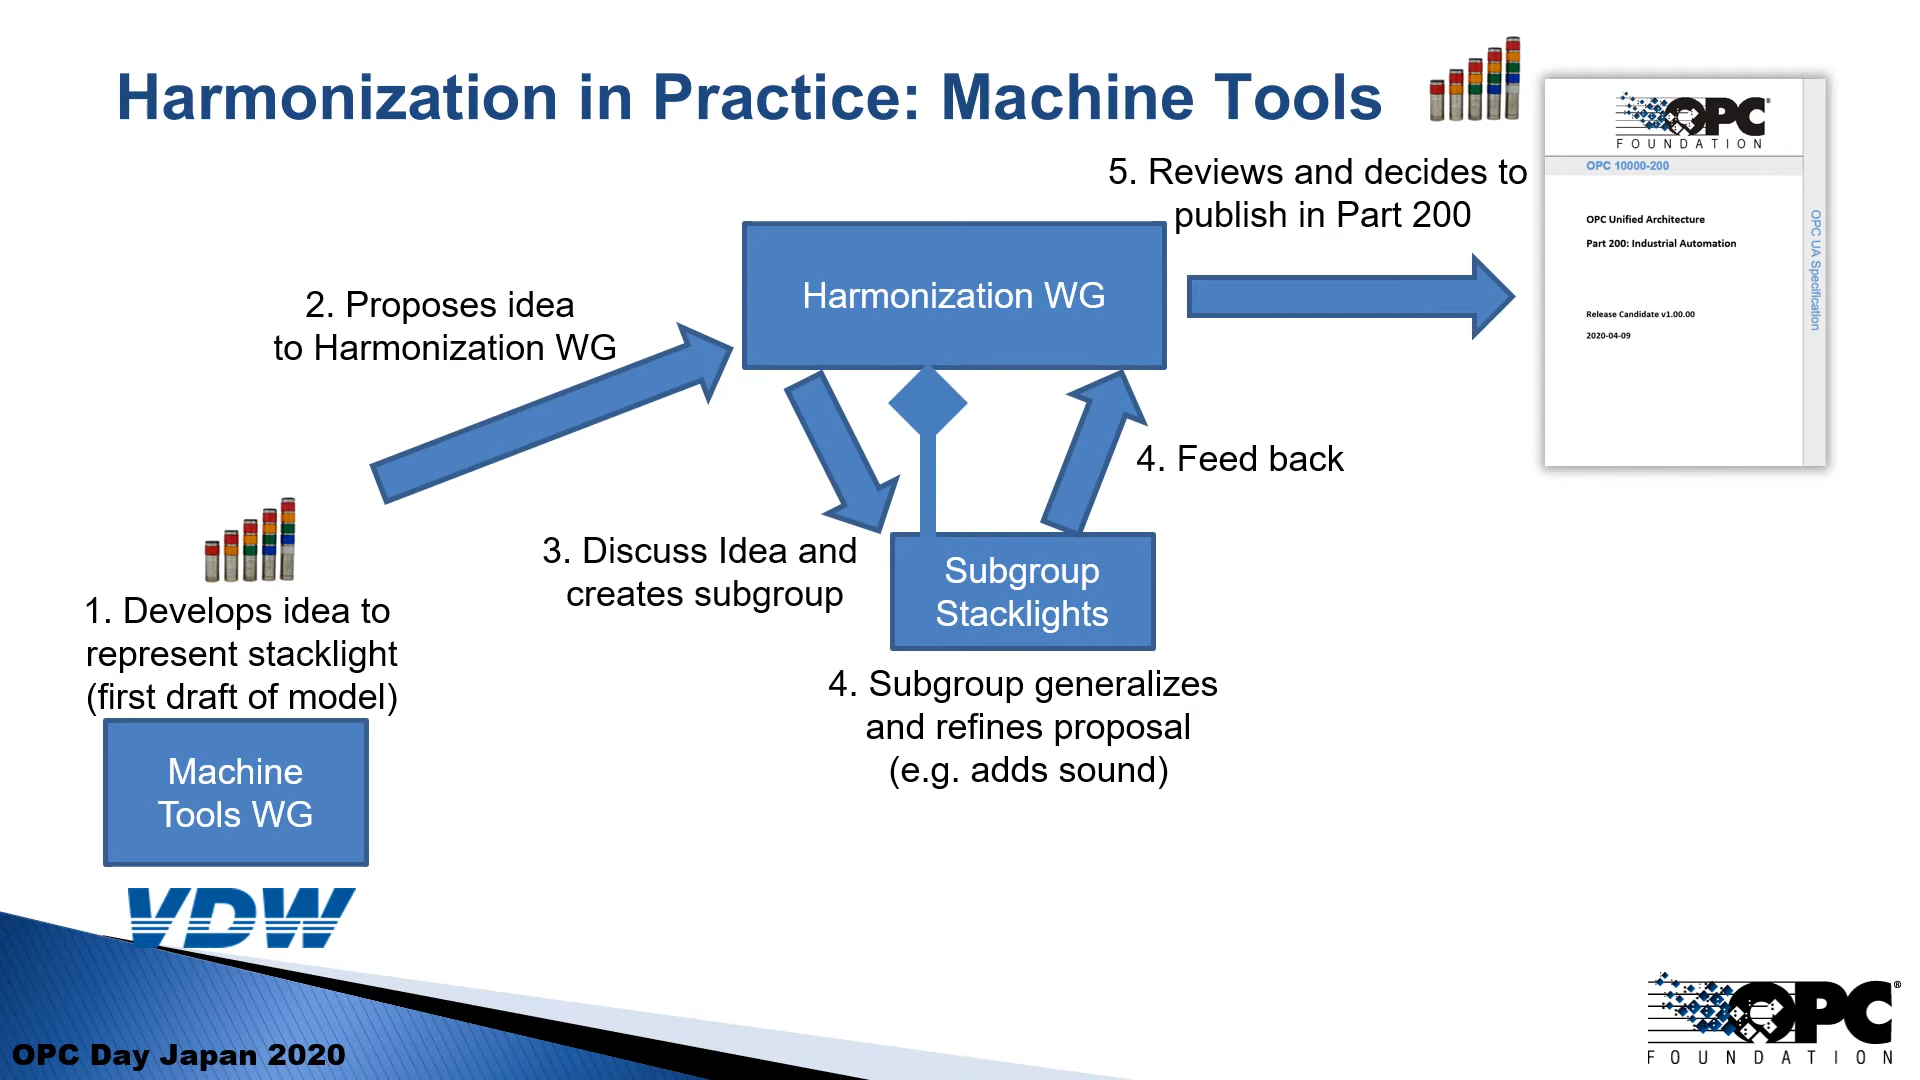 Harmonization in Practice: Machine Tools
OPC
FOUNDATION
OPC 10000-200
OPC Unified Architecture
Part 200: Industrial Automation
Release Candidate v1.00.00
2020-04-09
OPC UA Specification
5. Reviews and decides to
publish in Part 200
Harmonization WG
2. Proposes idea
to Harmonization WG
4. Feed back
3. Discuss Idea and
creates subgroup
Subgroup
Stacklights
1. Develops idea to
represent stacklight
(first draft of model)
4. Subgroup generalizes
and refines proposal
(e.g. adds sound)
Machine
Tools WG
VDW
OPC Day Japan 2020
OPC
FOUNDATION